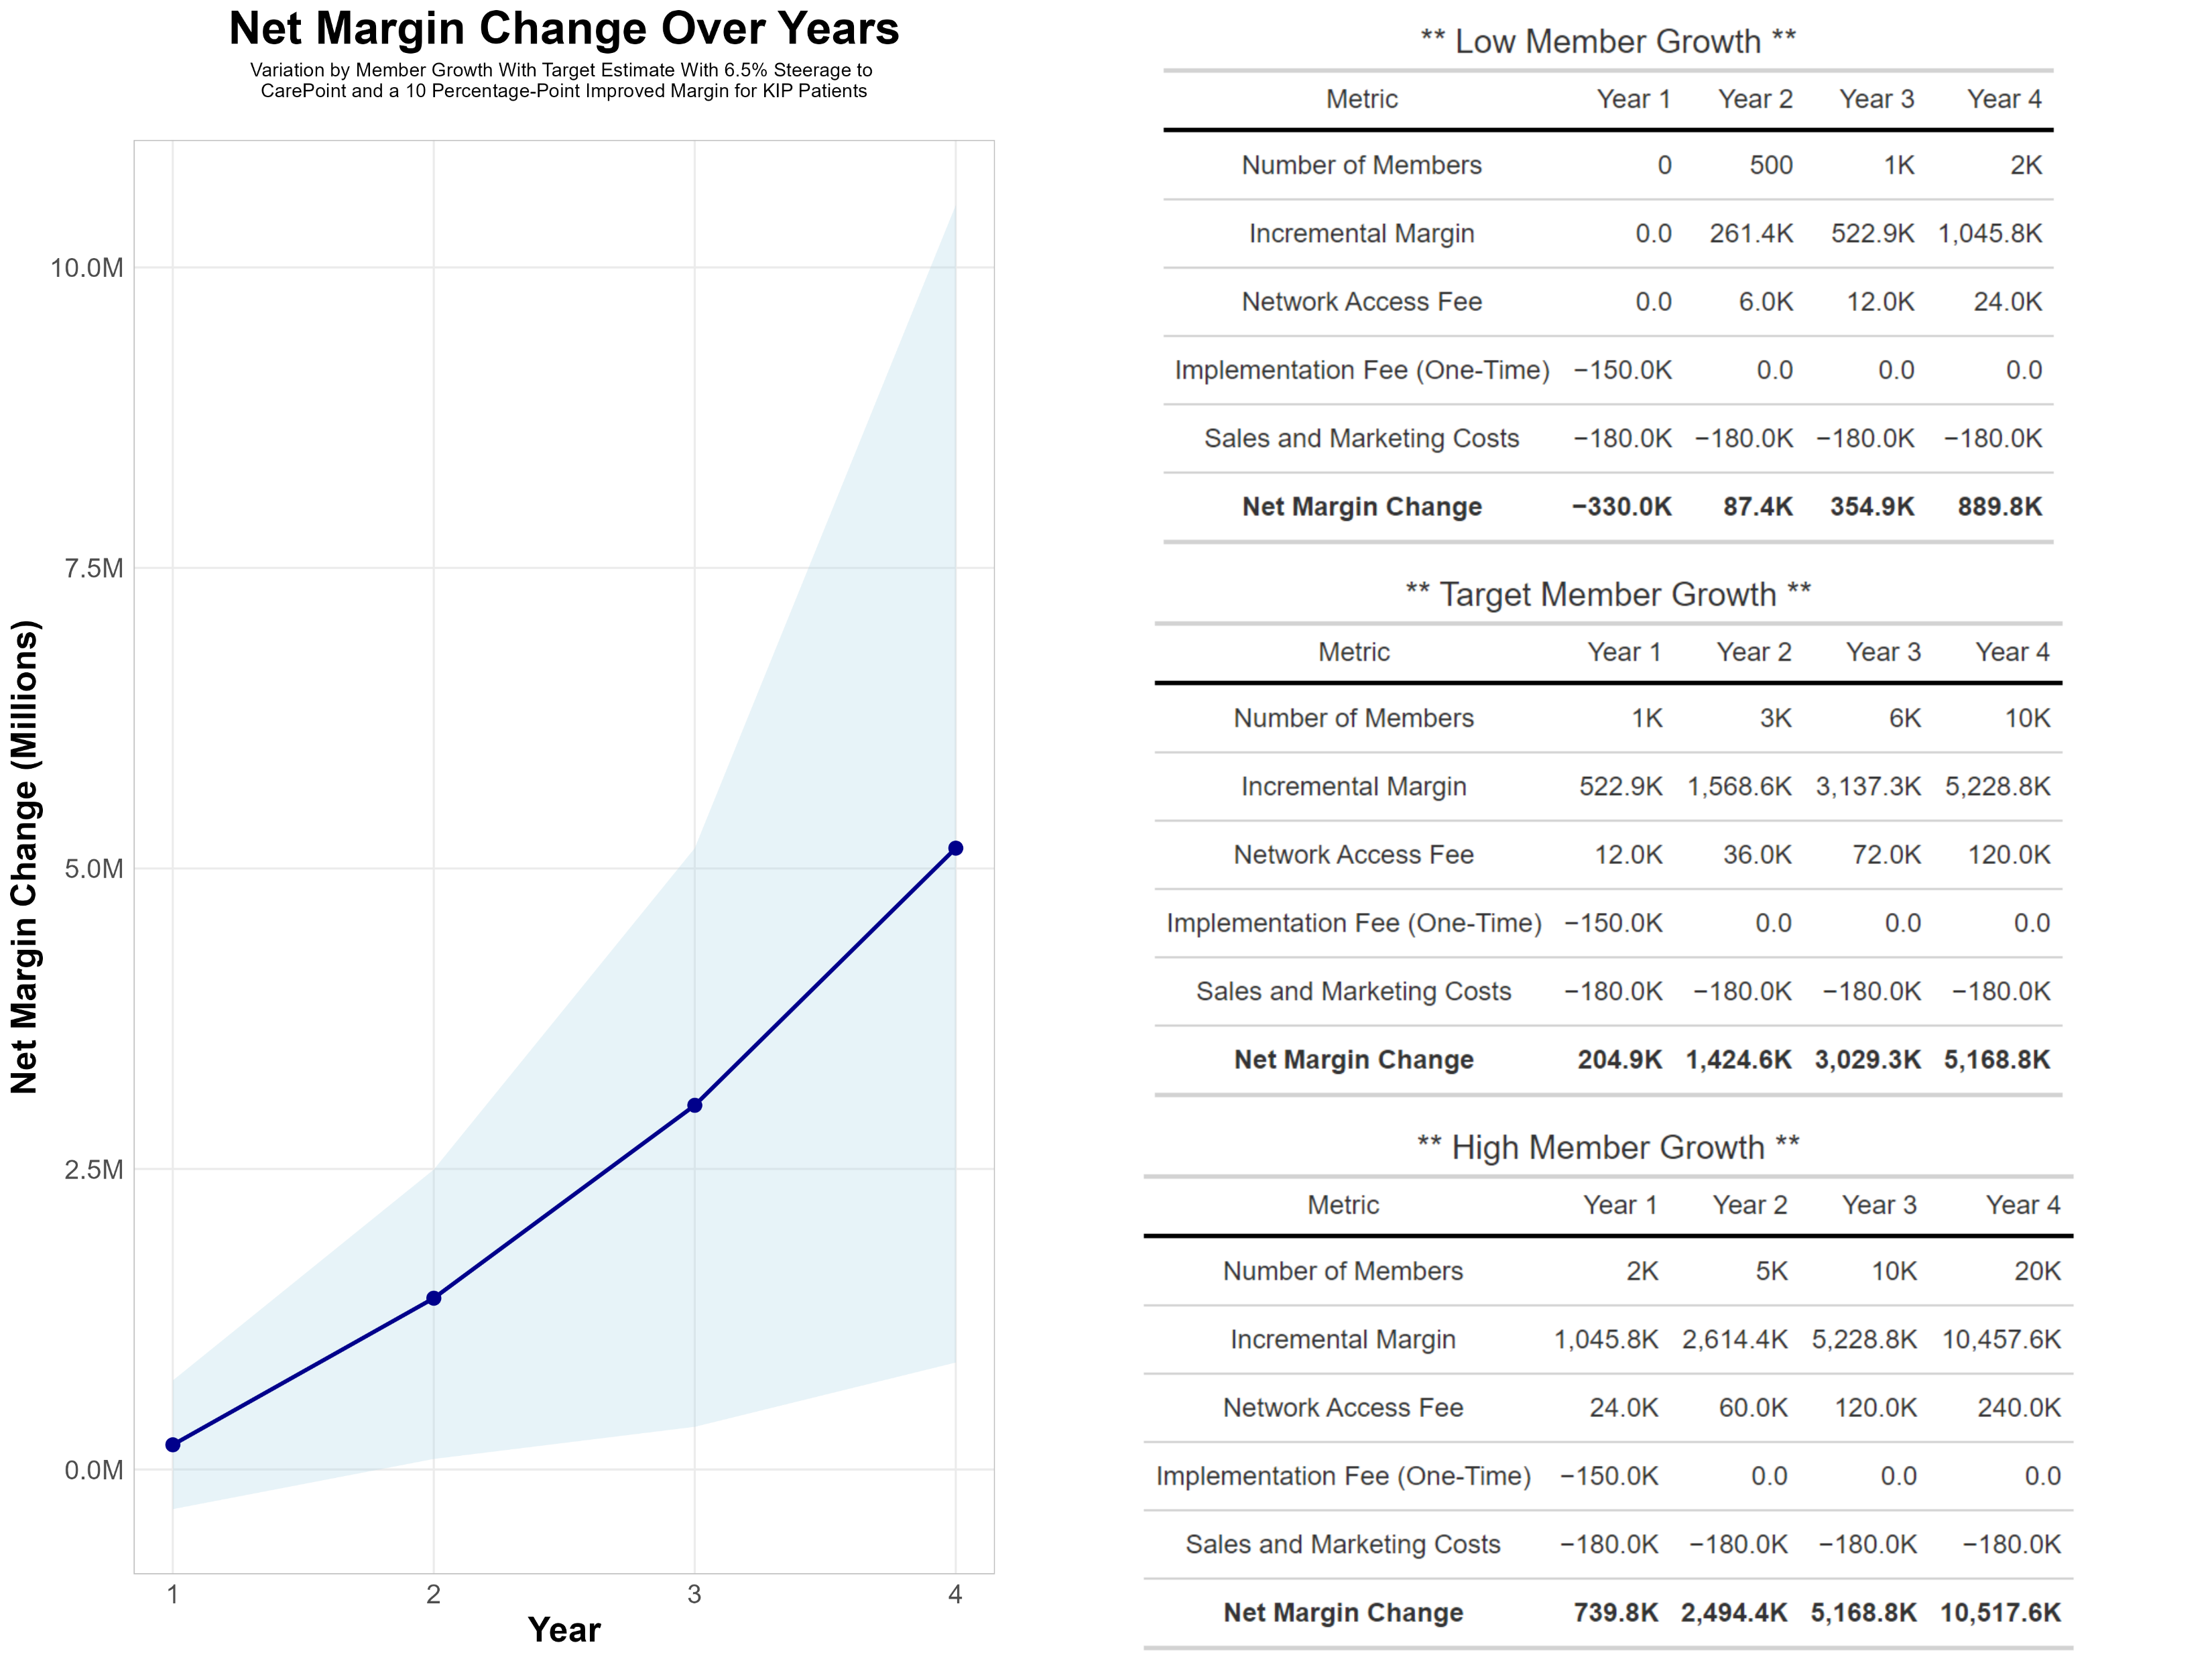 Net Margin Change Over Years
Variation by Member Growth With Target Estimate With 6.5% Steerage to
CarePoint and a 10 Percentage-Point Improved Margin for KIP Patients
Net Margin Change (Millions)
10.0M
7.5M
5.0M
2.5M
0.0M
1 2 3 4
Year
** Low Member Growth **
Metric Year 1 Year 2 Year 3 Year 4
Number of Members 0 500 1K 2K
Incremental Margin 0.0 261.4K 522.9K 1,045.8K
Network Access Fee 0.0 6.0K 12.0K 24.0K
Implementation Fee (One-Time) −150.0K 0.0 0.0 0.0
Sales and Marketing Costs −180.0K −180.0K −180.0K −180.0K
Net Margin Change −330.0K 87.4K 354.9K 889.8K
** Target Member Growth **
Metric Year 1 Year 2 Year 3 Year 4
Number of Members 1K 3K 6K 10K
Incremental Margin 522.9K 1,568.6K 3,137.3K 5,228.8K
Network Access Fee 12.0K 36.0K 72.0K 120.0K
Implementation Fee (One-Time) −150.0K 0.0 0.0 0.0
Sales and Marketing Costs −180.0K −180.0K −180.0K −180.0K
Net Margin Change 204.9K 1,424.6K 3,029.3K 5,168.8K
** High Member Growth **
Metric Year 1 Year 2 Year 3 Year 4
Number of Members 2K 5K 10K 20K
Incremental Margin 1,045.8K 2,614.4K 5,228.8K 10,457.6K
Network Access Fee 24.0K 60.0K 120.0K 240.0K
Implementation Fee (One-Time) −150.0K 0.0 0.0 0.0
Sales and Marketing Costs −180.0K −180.0K −180.0K −180.0K
Net Margin Change 739.8K 2,494.4K 5,168.8K 10,517.6K